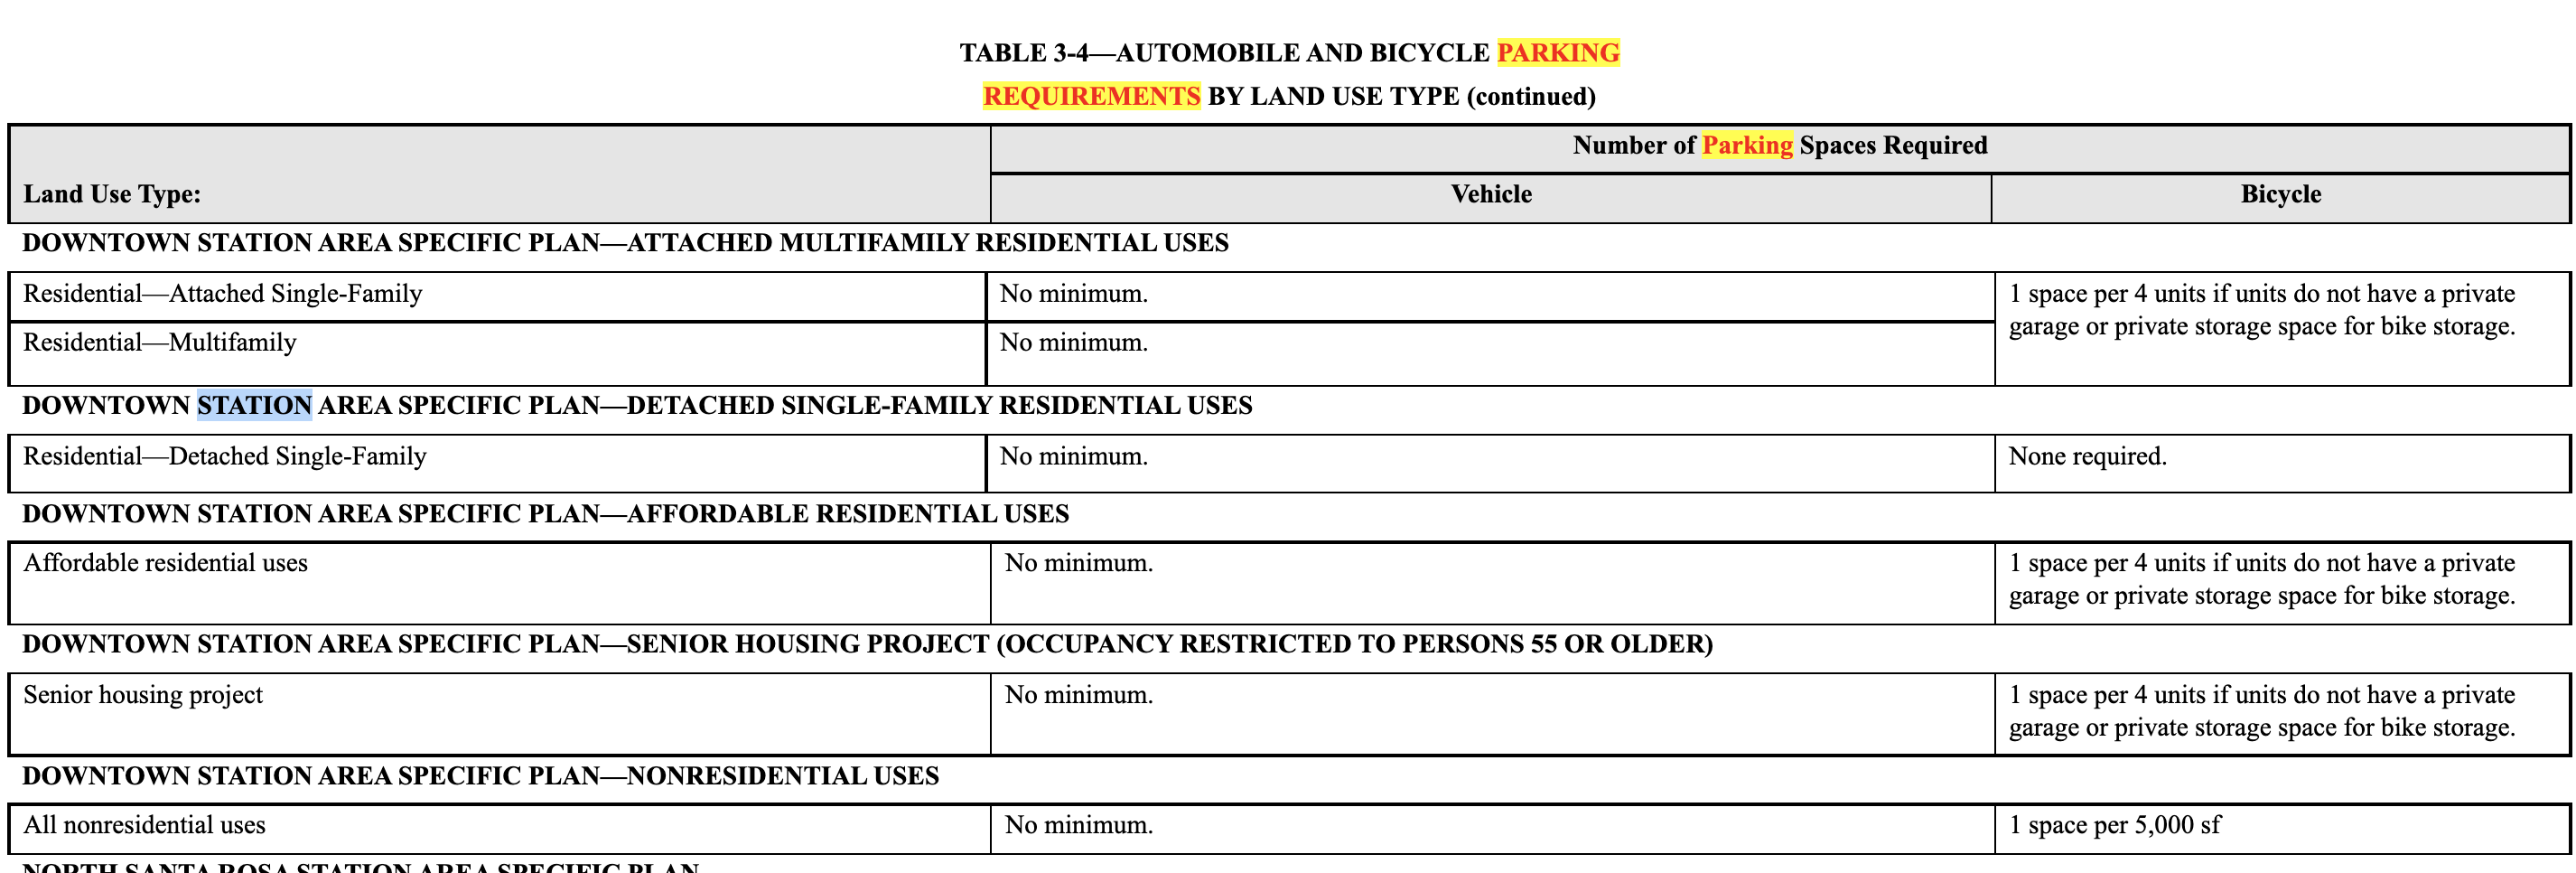 TABLE 3-4—AUTOMOBILE AND BICYCLE PARKING
REQUIREMENTS BY LAND USE TYPE (continued)
Number of Parking Spaces Required
Land Use Type:
Vehicle
Bicycle
DOWNTOWN STATION AREA SPECIFIC PLAN—ATTACHED MULTIFAMILY RESIDENTIAL USES
Residential—Attached Single-Family
No minimum.
1 space per 4 units if units do not have a private
garage or private storage space for bike storage.
Residential—Multifamily
No minimum.
DOWNTOWN STATION AREA SPECIFIC PLAN—DETACHED SINGLE-FAMILY RESIDENTIAL USES
Residential—Detached Single-Family
No minimum.
None required.
DOWNTOWN STATION AREA SPECIFIC PLAN—AFFORDABLE RESIDENTIAL USES
Affordable residential uses
No minimum.
1 space per 4 units if units do not have a private
garage or private storage space for bike storage.
DOWNTOWN STATION AREA SPECIFIC PLAN—SENIOR HOUSING PROJECT (OCCUPANCY RESTRICTED TO PERSONS 55 OR OLDER)
Senior housing project
No minimum.
1 space per 4 units if units do not have a private
garage or private storage space for bike storage.
DOWNTOWN STATION AREA SPECIFIC PLAN—NONRESIDENTIAL USES
All nonresidential uses
No minimum.
1 space per 5,000 sf
NORTH SANTA ROSA STATION AREA SPECIFIC PLAN